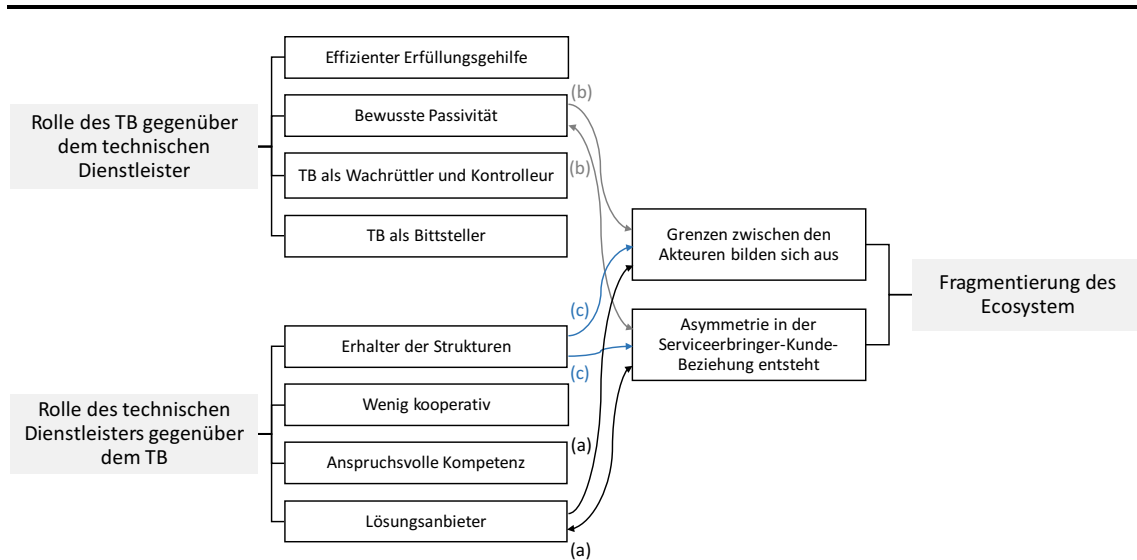 Rolle des TB gegenüber
dem technischen
Dienstleister
Effizienter Erfüllungsgehilfe
Bewusste Passivität
TB als Wachrüttler und Kontrolleur
TB als Bittsteller
(b)
(b)
Rolle des technischen
Dienstleisters gegenüber
dem TB
Erhalter der Strukturen
Wenig kooperativ
Anspruchsvolle Kompetenz
Lösungsanbieter
(c)
(c)
(a)
(a)
Grenzen zwischen den
Akteuren bilden sich aus
Asymmetrie in der
Serviceerbringer-Kunde-
Beziehung entsteht
Fragmentierung des
Ecosystem